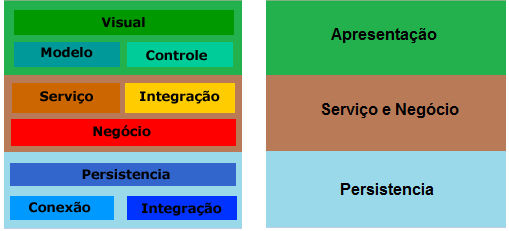 Visual
Modelo
Controle
Serviço
Integração
Negócio
Persistencia
Conexão
Integração
Apresentação
Serviço e Negócio
Persistencia